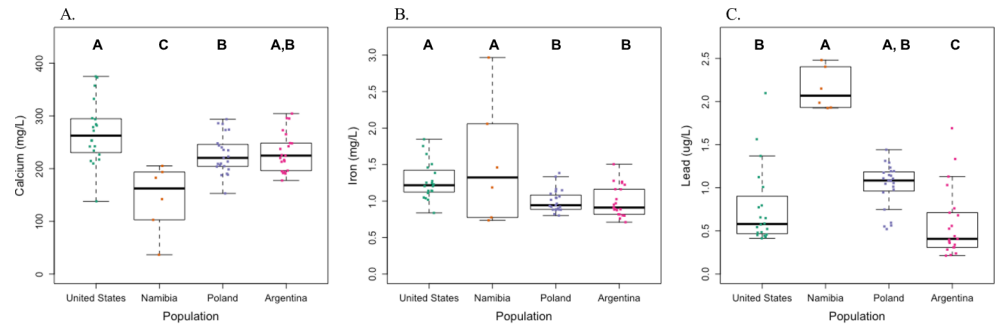 A.
A C B A,B
Calcium (mg/L)
400
300
200
100
0
United States Namibia Poland Argentina
Population
B.
A A B B
Iron (mg/L)
3.0
2.5
2.0
1.5
1.0
0.5
0.0
United States Namibia Poland Argentina
Population
C.
B A A, B C
Lead (ug/L)
2.5
2.0
1.5
1.0
0.5
0.0
United States Namibia Poland Argentina
Population